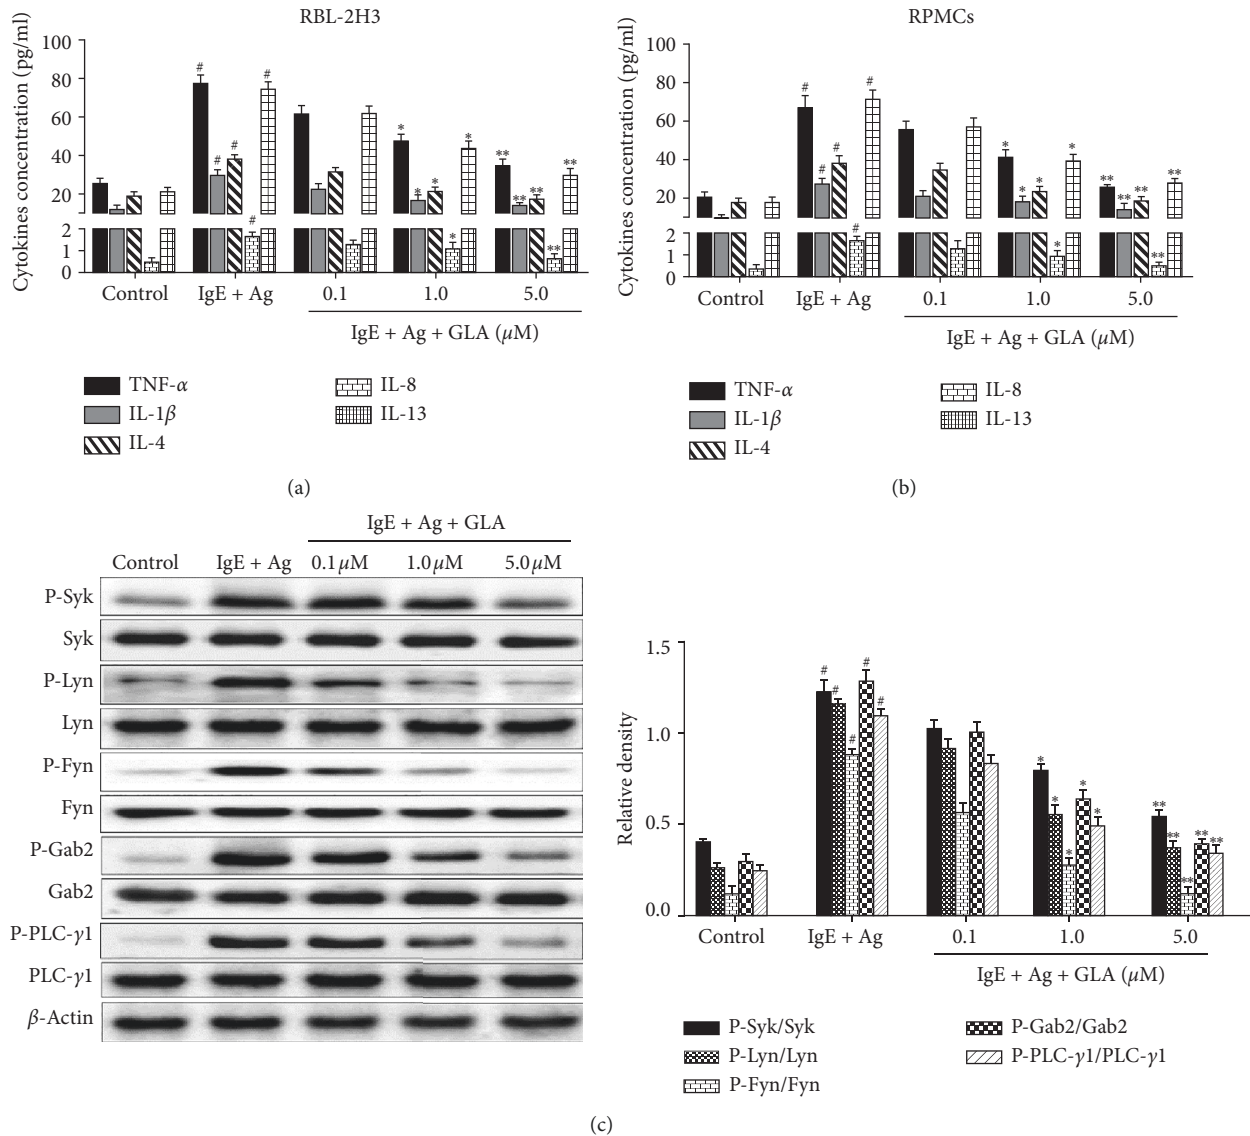 RBL-2H3
Cytokines concentration (pg/ml)
100
80
60
40
20
2
1
0
# # # # #
* * * * *
** ** ** ** **
Control IgE + Ag 0.1 1.0 5.0
IgE + Ag + GLA (μM)
TNF-α
IL-1β
IL-4
IL-8
IL-13
(a)
RPMCs
Cytokines concentration (pg/ml)
100
80
60
40
20
2
1
0
# # # # #
* * * * *
** ** ** ** **
Control IgE + Ag 0.1 1.0 5.0
IgE + Ag + GLA (μM)
TNF-α
IL-1β
IL-4
IL-8
IL-13
(b)
IgE + Ag + GLA
Control IgE + Ag 0.1 μM 1.0 μM 5.0 μM
P-Syk
Syk
P-Lyn
Lyn
P-Fyn
Fyn
P-Gab2
Gab2
P-PLC-γ1
PLC-γ1
β-Actin
Relative density
1.5
1.0
0.5
0.0
# # # # #
* * * * *
** ** ** ** **
Control IgE + Ag 0.1 1.0 5.0
IgE + Ag + GLA (μM)
P-Syk/Syk
P-Lyn/Lyn
P-Fyn/Fyn
P-Gab2/Gab2
P-PLC-γ1/PLC-γ1
(c)